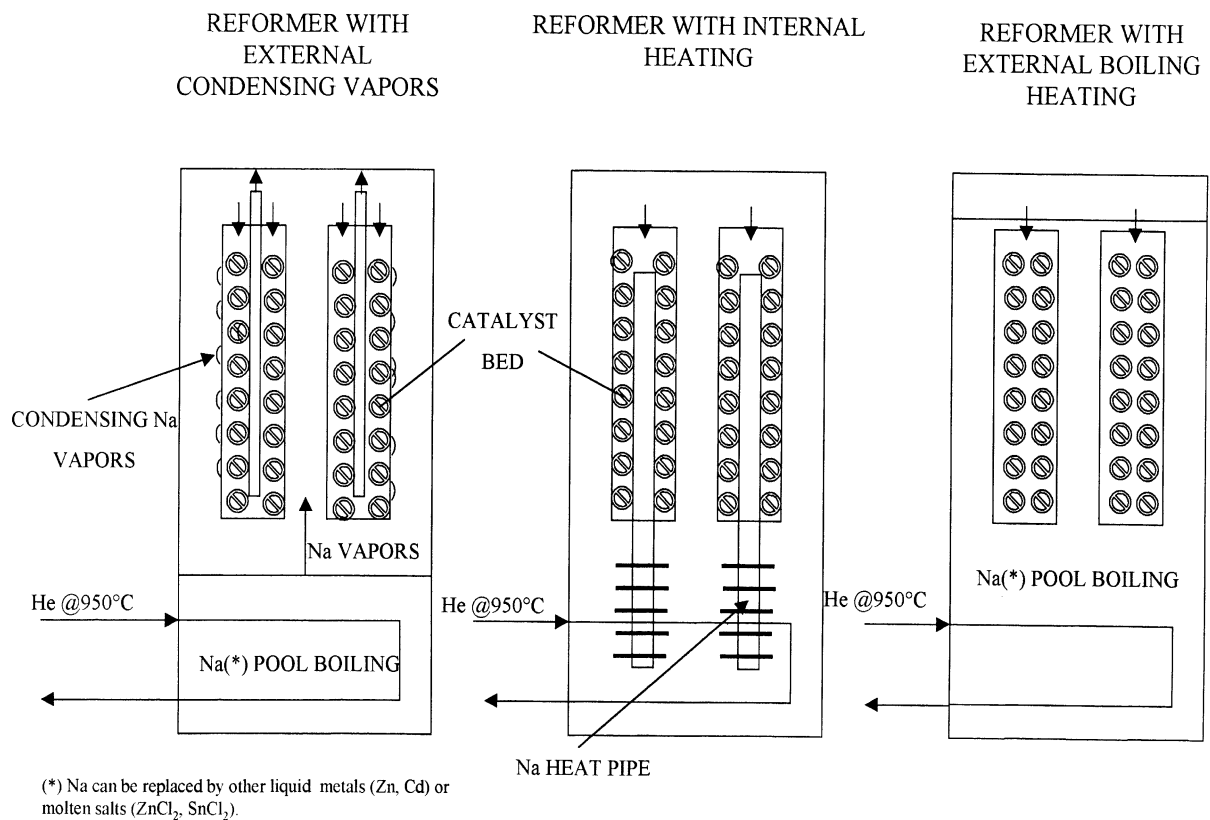 REFORMER WITH
EXTERNAL
CONDENSING VAPORS
REFORMER WITH INTERNAL
HEATING
REFORMER WITH
EXTERNAL BOILING
HEATING
CATALYST
BED
CONDENSING Na
VAPORS
Na VAPORS
He @950°C
Na(*) POOL BOILING
He @950°C
Na HEAT PIPE
Na(*) POOL BOILING
He @950°C
(*) Na can be replaced by other liquid metals (Zn, Cd) or
molten salts (ZnCl₂, SnCl₂).